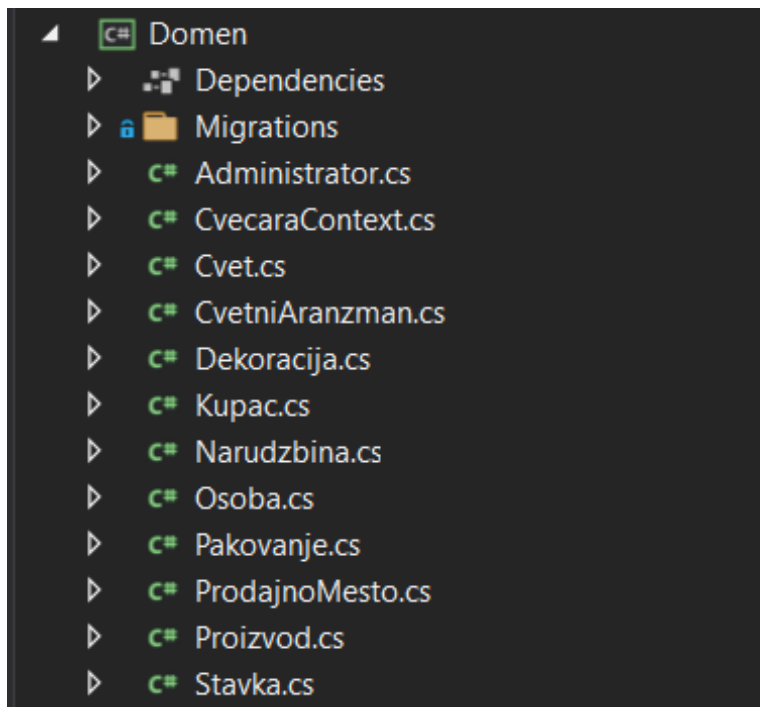 C# Domen
Dependencies
Migrations
C# Administrator.cs
C# CvecaraContext.cs
C# Cvet.cs
C# CvetniAranzman.cs
C# Dekoracija.cs
C# Kupac.cs
C# Narudzbina.cs
C# Osoba.cs
C# Pakovanje.cs
C# ProdajnoMesto.cs
C# Proizvod.cs
C# Stavka.cs